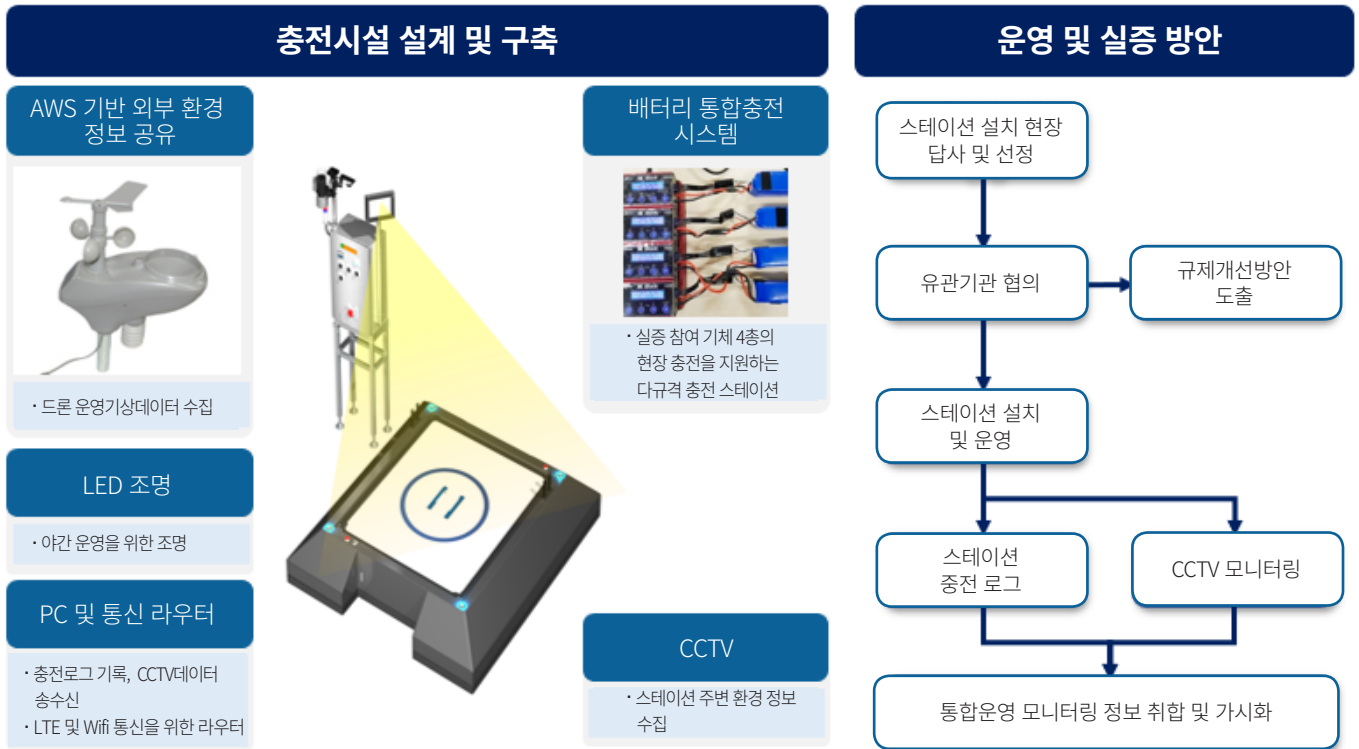 충전시설 설계 및 구축
AWS 기반 외부 환경
정보 공유
· 드론 운영기상데이터 수집
LED 조명
· 야간 운영을 위한 조명
PC 및 통신 라우터
· 충전로그 기록, CCTV데이터
송수신
· LTE 및 Wifi 통신을 위한 라우터
배터리 통합충전
시스템
· 실증 참여 기체 4총의
현장 충전을 지원하는
다규격 충전 스테이션
CCTV
· 스테이션 주변 환경 정보
수집
운영 및 실증 방안
스테이션 설치 현장
답사 및 선정
유관기관 협의
규제개선방안
도출
스테이션 설치
및 운영
스테이션
중전 로그
CCTV 모니터링
통합운영 모니터링 정보 취합 및 가시화